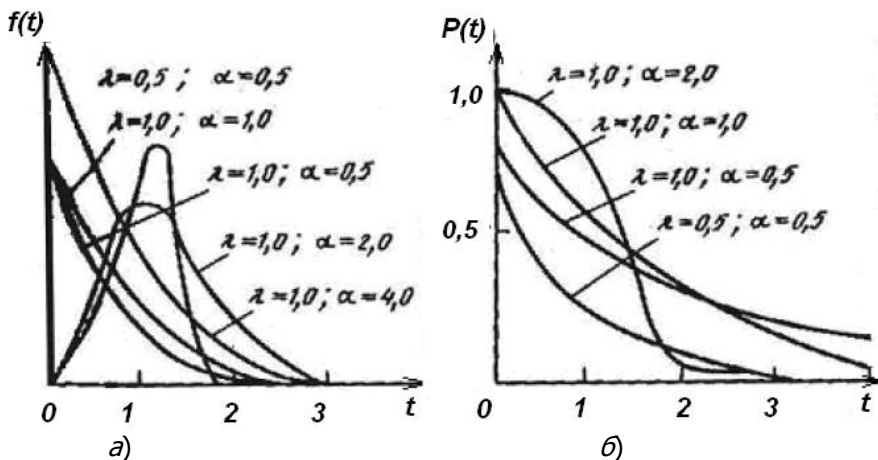 f(t)
λ=0,5 ; α=0,5
λ=1,0 ; α=1,0
λ=1,0 ; α=0,5
λ=1,0 ; α=2,0
λ=1,0 ; α=4,0
0 1 2 3 t
а)
P(t)
1,0
0,5
λ=1,0 ; α=2,0
λ=1,0 ; α=1,0
λ=1,0 ; α=0,5
λ=0,5 ; α=0,5
0 1 2 3 t
б)